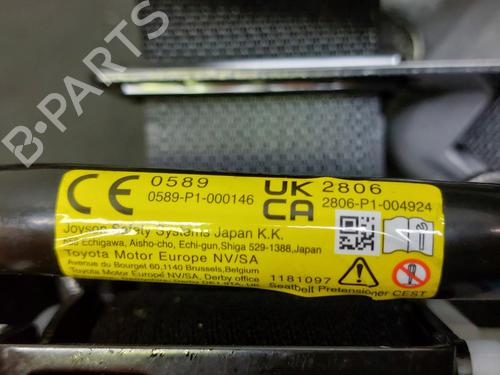 B-PARTS
CE 0589
0589-P1-000146
UK CA 2806
2806-P1-004924
Joyson Safety Systems Japan K.K.
Echigawa, Aisho-cho, Echi-gun, Shiga 529-1388, Japan
Toyota Motor Europe NV/SA
Avenue du Bourget 60, 1140 Brussels, Belgium
Toyota Motor Europe NV/SA, Derby office
1181097
Seatbelt Pretensioner CEST